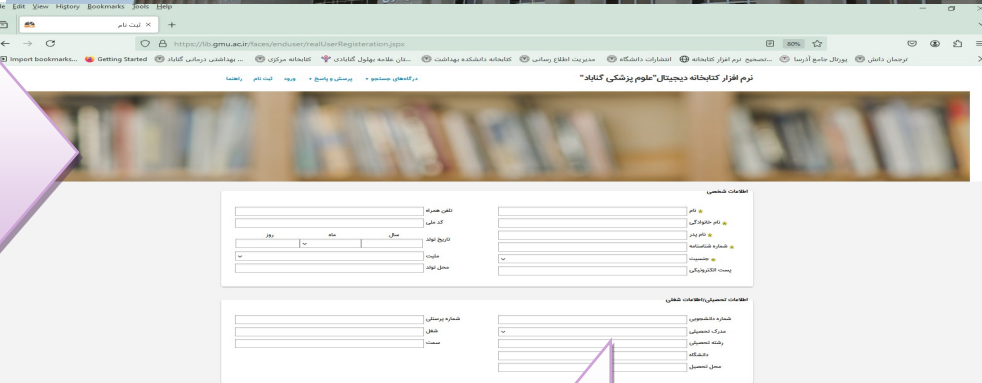 Edit View History Bookmarks Tools Help
ثبت نام
https://lib.gmu.ac.ir/faces/enduser/realUserRegisteration.jspx
80%
Import bookmarks...
Getting Started
... بهداشتی درمانی گناباد
کتابخانه مرکزی
...تان علامه بهلول گنابادی
کتابخانه دانشکده بهداشت
مدیریت اطلاع رسانی
انتشارات دانشگاه
...تصحیح نرم افزار کتابخانه
پورتال جامع آذرسا
ترجمان دانش
نرم افزار کتابخانه دیجیتال"علوم پزشکی گناباد"
درگاه‌های جستجو
پرسش و پاسخ
ورود
ثبت نام
راهنما
اطلاعات شخصی
نام
تلفن همراه
نام خانوادگی
کد ملی
نام پدر
تاریخ تولد
سال
ماه
روز
شماره شناسنامه
جنسیت
ملیت
پست الکترونیکی
محل تولد
اطلاعات تحصیلی/اطلاعات شغلی
شماره دانشجویی
شماره پرسنلی
مدرک تحصیلی
شغل
رشته تحصیلی
سمت
دانشگاه
محل تحصیل